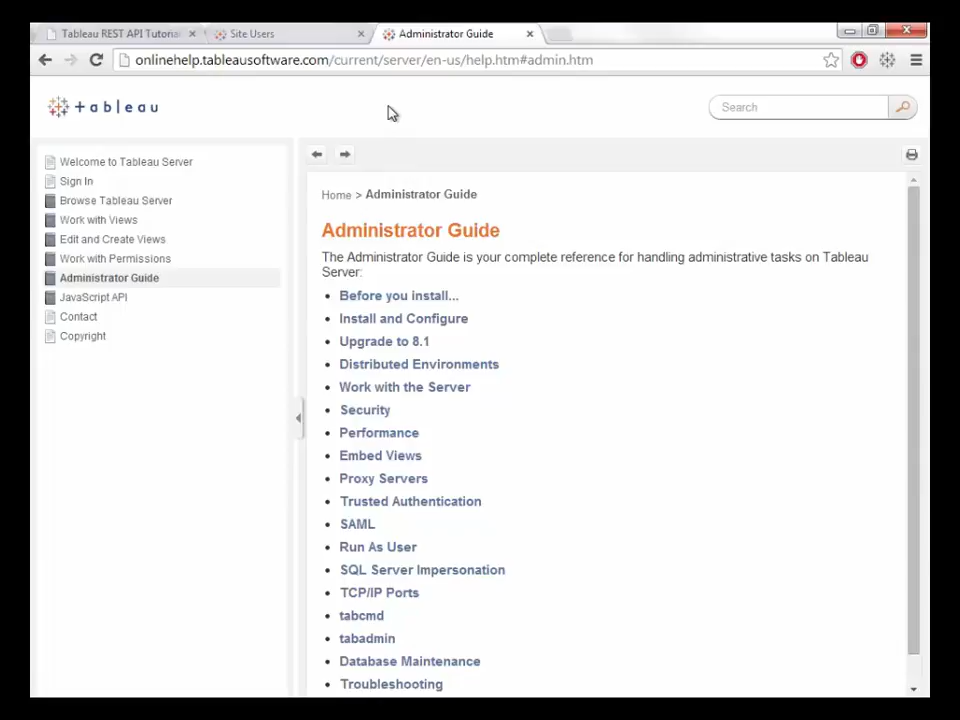 Tableau REST API Tutoria
Site Users
Administrator Guide
onlinehelp.tableausoftware.com/current/server/en-us/help.htm#admin.htm
+ableau
Search
Welcome to Tableau Server
Sign In
Browse Tableau Server
Work with Views
Edit and Create Views
Work with Permissions
Administrator Guide
JavaScript API
Contact
Copyright
Home > Administrator Guide
Administrator Guide
The Administrator Guide is your complete reference for handling administrative tasks on Tableau
Server:
• Before you install...
• Install and Configure
• Upgrade to 8.1
• Distributed Environments
• Work with the Server
• Security
• Performance
• Embed Views
• Proxy Servers
• Trusted Authentication
• SAML
• Run As User
• SQL Server Impersonation
• TCP/IP Ports
• tabcmd
• tabadmin
• Database Maintenance
• Troubleshooting